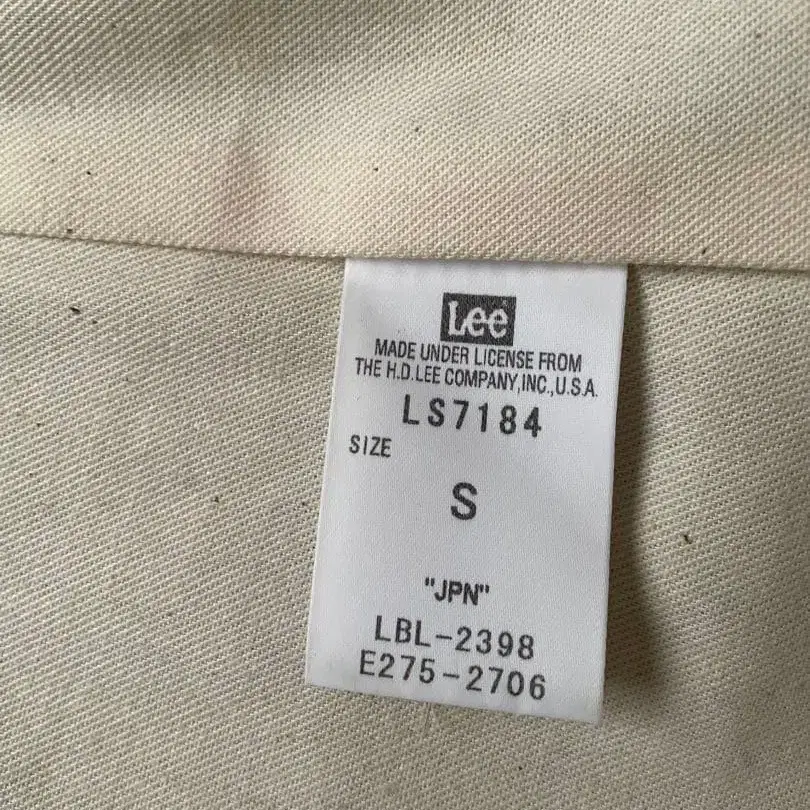 Lee
MADE UNDER LICENSE FROM
THE H.D.LEE COMPANY,INC.,U.S.A.
LS7184
SIZE
S
"JPN"
LBL-2398
E275-2706